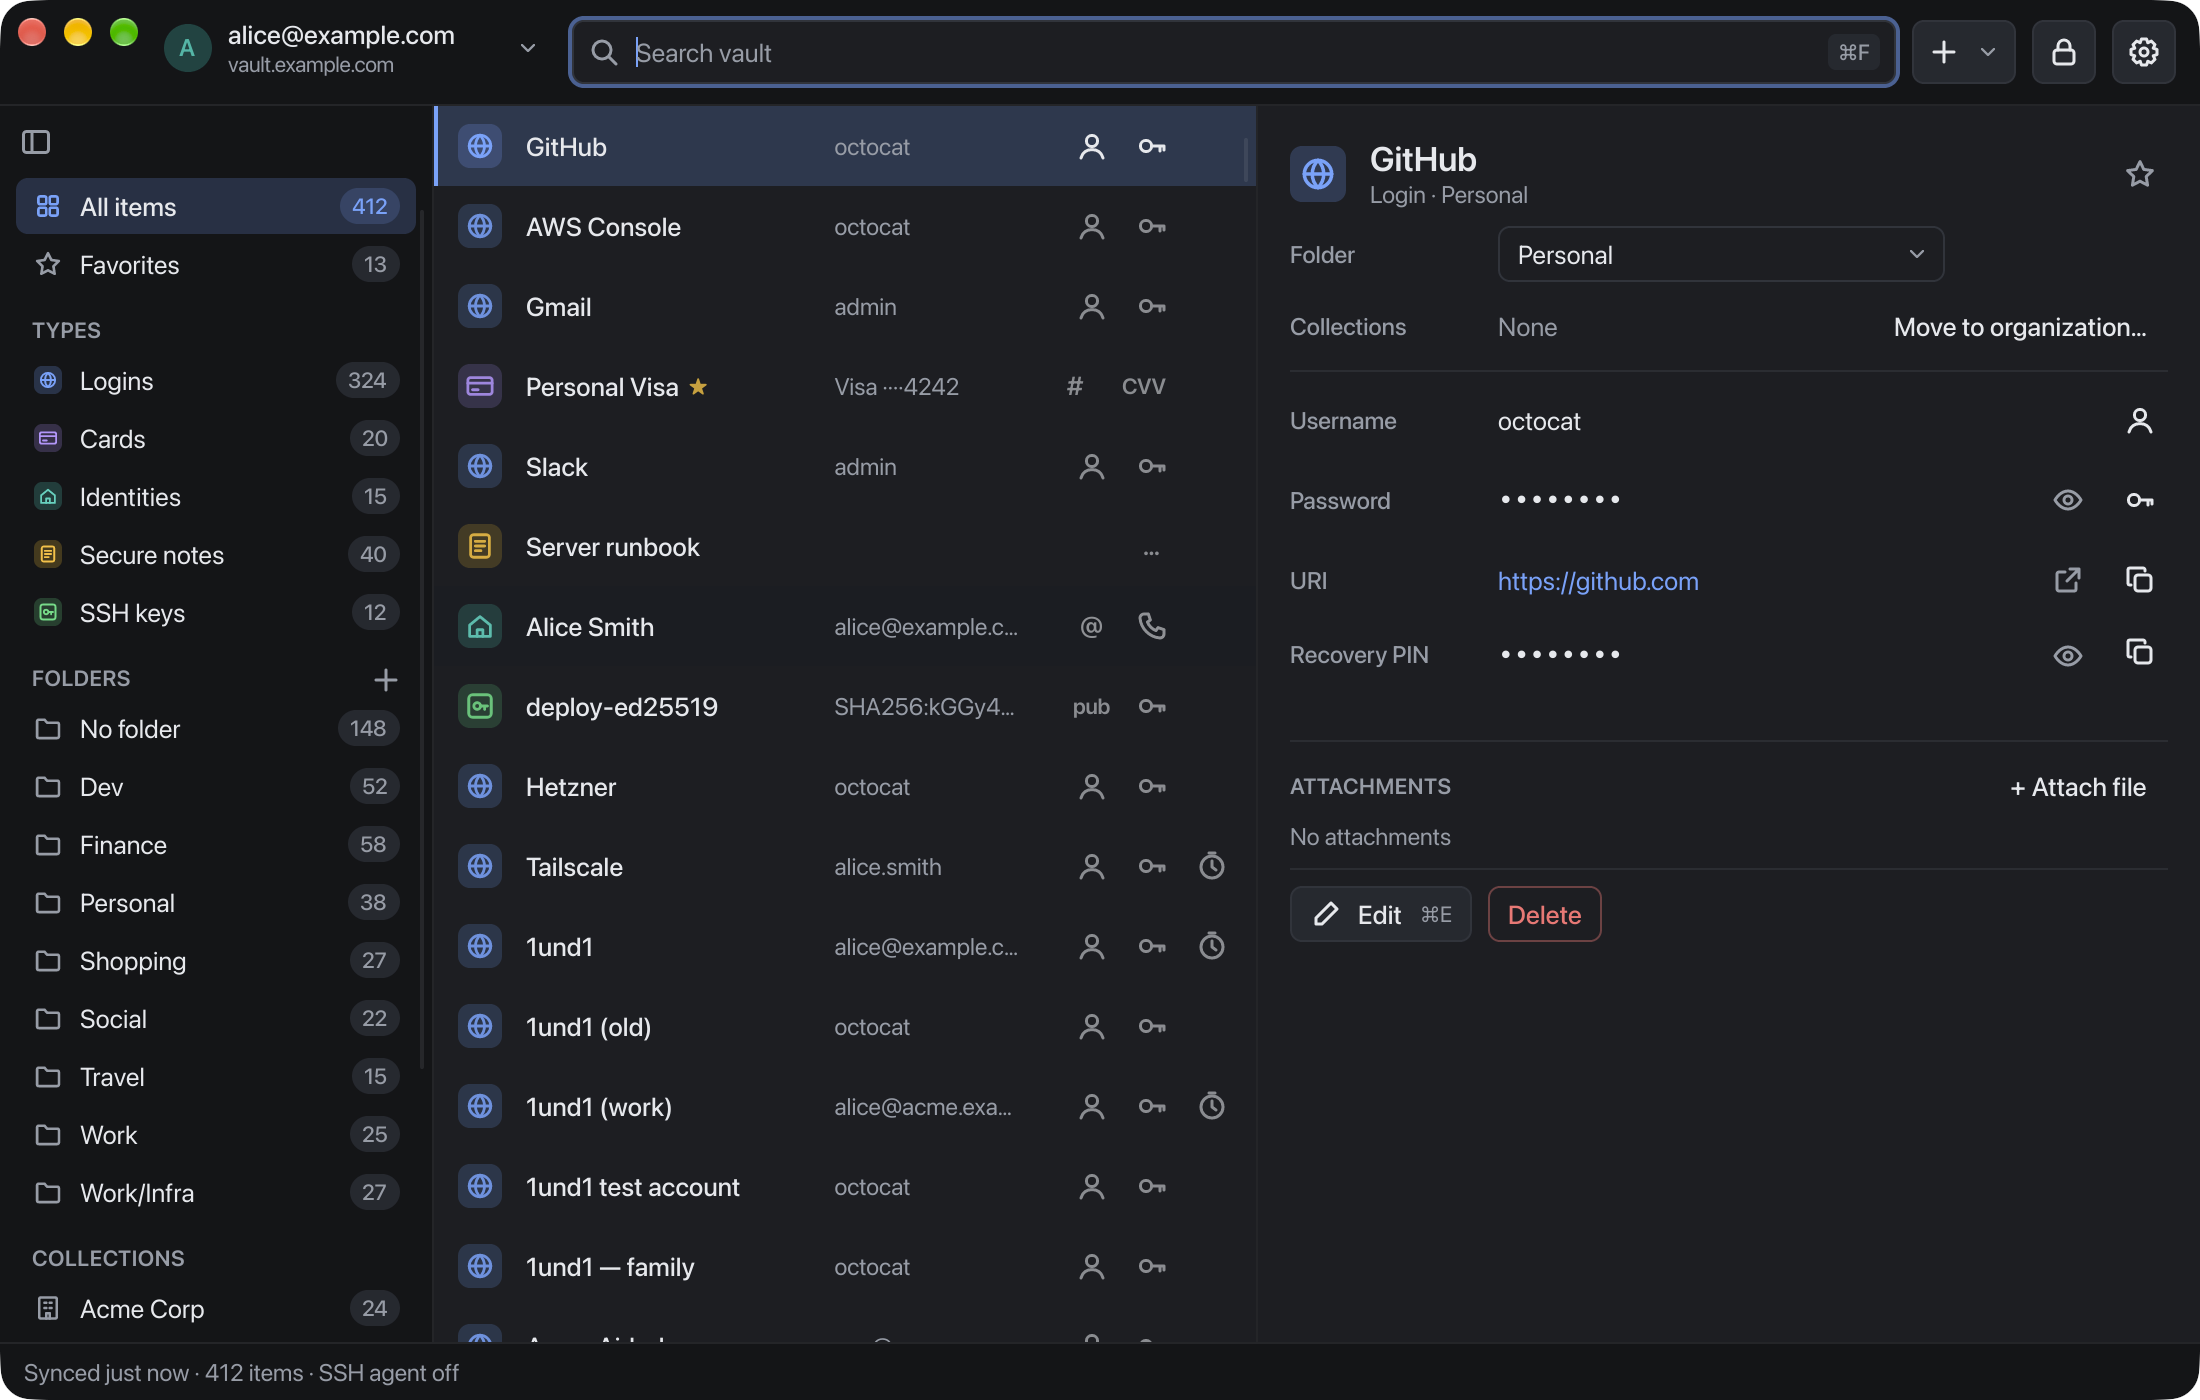 A
alice@example.com
vault.example.com
Search vault
⌘F
All items 412
Favorites 13
TYPES
Logins 324
Cards 20
Identities 15
Secure notes 40
SSH keys 12
FOLDERS
No folder 148
Dev 52
Finance 58
Personal 38
Shopping 27
Social 22
Travel 15
Work 25
Work/Infra 27
COLLECTIONS
Acme Corp 24
GitHub octocat
AWS Console octocat
Gmail admin
Personal Visa ★ Visa ····4242 # CVV
Slack admin
Server runbook ...
Alice Smith alice@example.c... @
deploy-ed25519 SHA256:kGGy4... pub
Hetzner octocat
Tailscale alice.smith
1und1 alice@example.c...
1und1 (old) octocat
1und1 (work) alice@acme.exa...
1und1 test account octocat
1und1 — family octocat
GitHub
Login · Personal
Folder Personal
Collections None Move to organization...
Username octocat
Password ••••••••
URI https://github.com
Recovery PIN ••••••••
ATTACHMENTS + Attach file
No attachments
Edit ⌘E Delete
Synced just now · 412 items · SSH agent off